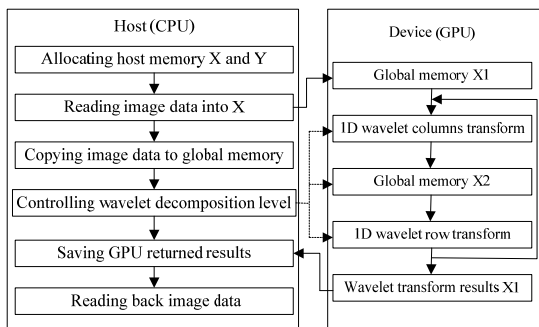 Host (CPU)
Allocating host memory X and Y
Reading image data into X
Copying image data to global memory
Controlling wavelet decomposition level
Saving GPU returned results
Reading back image data
Device (GPU)
Global memory X1
1D wavelet columns transform
Global memory X2
1D wavelet row transform
Wavelet transform results X1